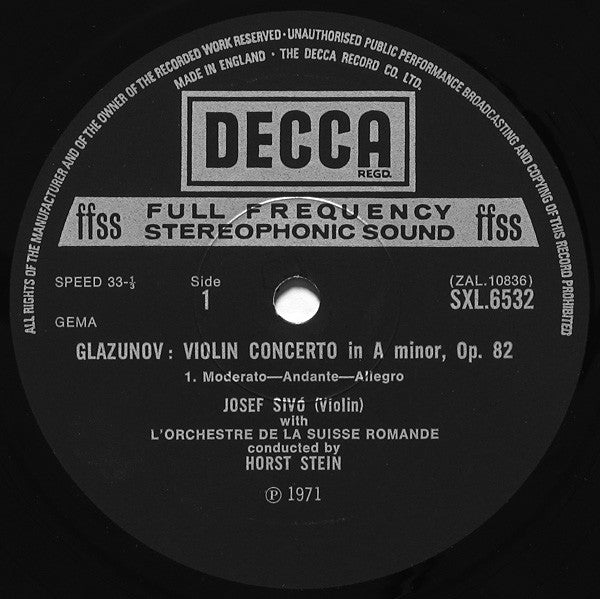 ALL RIGHTS OF THE MANUFACTURER AND OF THE OWNER OF THE RECORDED WORK RESERVED · UNAUTHORISED PUBLIC PERFORMANCE BROADCASTING AND COPYING OF THIS RECORD PROHIBITED
MADE IN ENGLAND · THE DECCA RECORD CO. LTD.
DECCA
REGD.
ffss FULL FREQUENCY STEREOPHONIC SOUND ffss
SPEED 33-⅓ Side 1 (ZAL.10836)
SXL.6532
GEMA
GLAZUNOV: VIOLIN CONCERTO in A minor, Op. 82
1. Moderato—Andante—Allegro
JOSEF SIVÓ (Violin)
with
L'ORCHESTRE DE LA SUISSE ROMANDE
conducted by
HORST STEIN
Ⓟ 1971